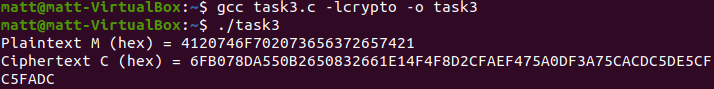 matt@matt-VirtualBox:~$ gcc task3.c -lcrypto -o task3
matt@matt-VirtualBox:~$ ./task3
Plaintext M (hex) = 4120746F702073656372657421
Ciphertext C (hex) = 6FB078DA550B2650832661E14F4F8D2CFAEF475A0DF3A75CACDC5DE5CF
C5FADC